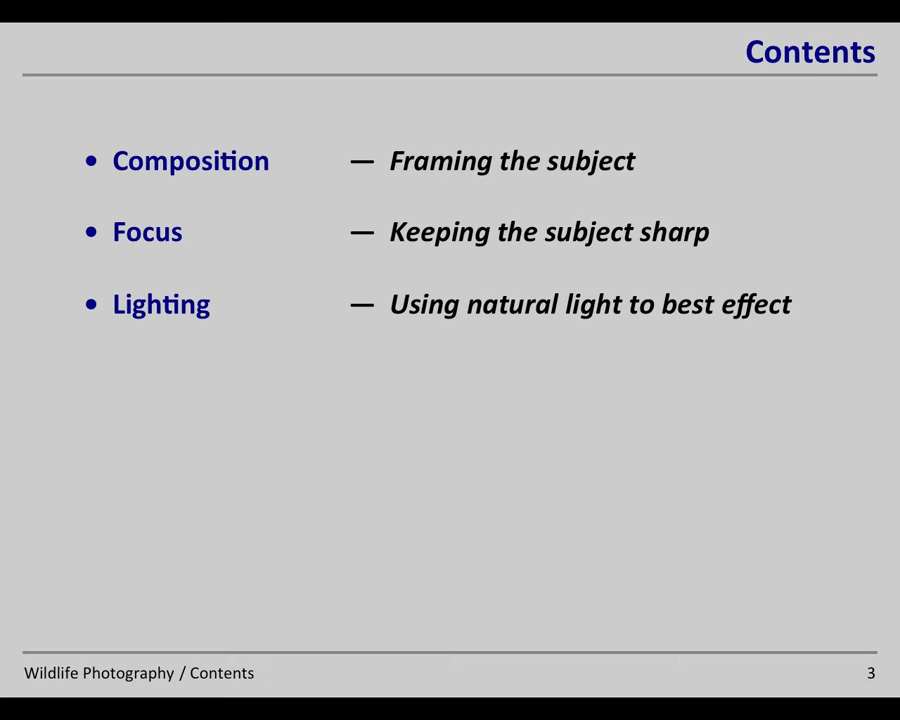 Contents
• Composition — Framing the subject
• Focus — Keeping the subject sharp
• Lighting — Using natural light to best effect
Wildlife Photography / Contents 3